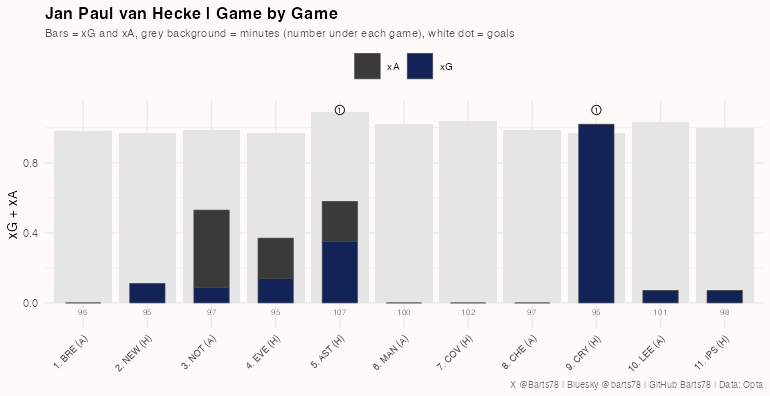 Jan Paul van Hecke | Game by Game
Bars = xG and xA, grey background = minutes (number under each game), white dot = goals
xA xG
xG + xA
0.8
0.4
0.0
1 1
96 95 97 95 107 100 102 97 95 101 98
1. BRE (A) 2. NEW (H) 3. NOT (A) 4. EVE (H) 5. AST (H) 6. MAN (A) 7. COV (H) 8. CHE (A) 9. CRY (H) 10. LEE (A) 11. IPS (H)
X @Barts78 | Bluesky @barts78 | GitHub Barts78 | Data: Opta